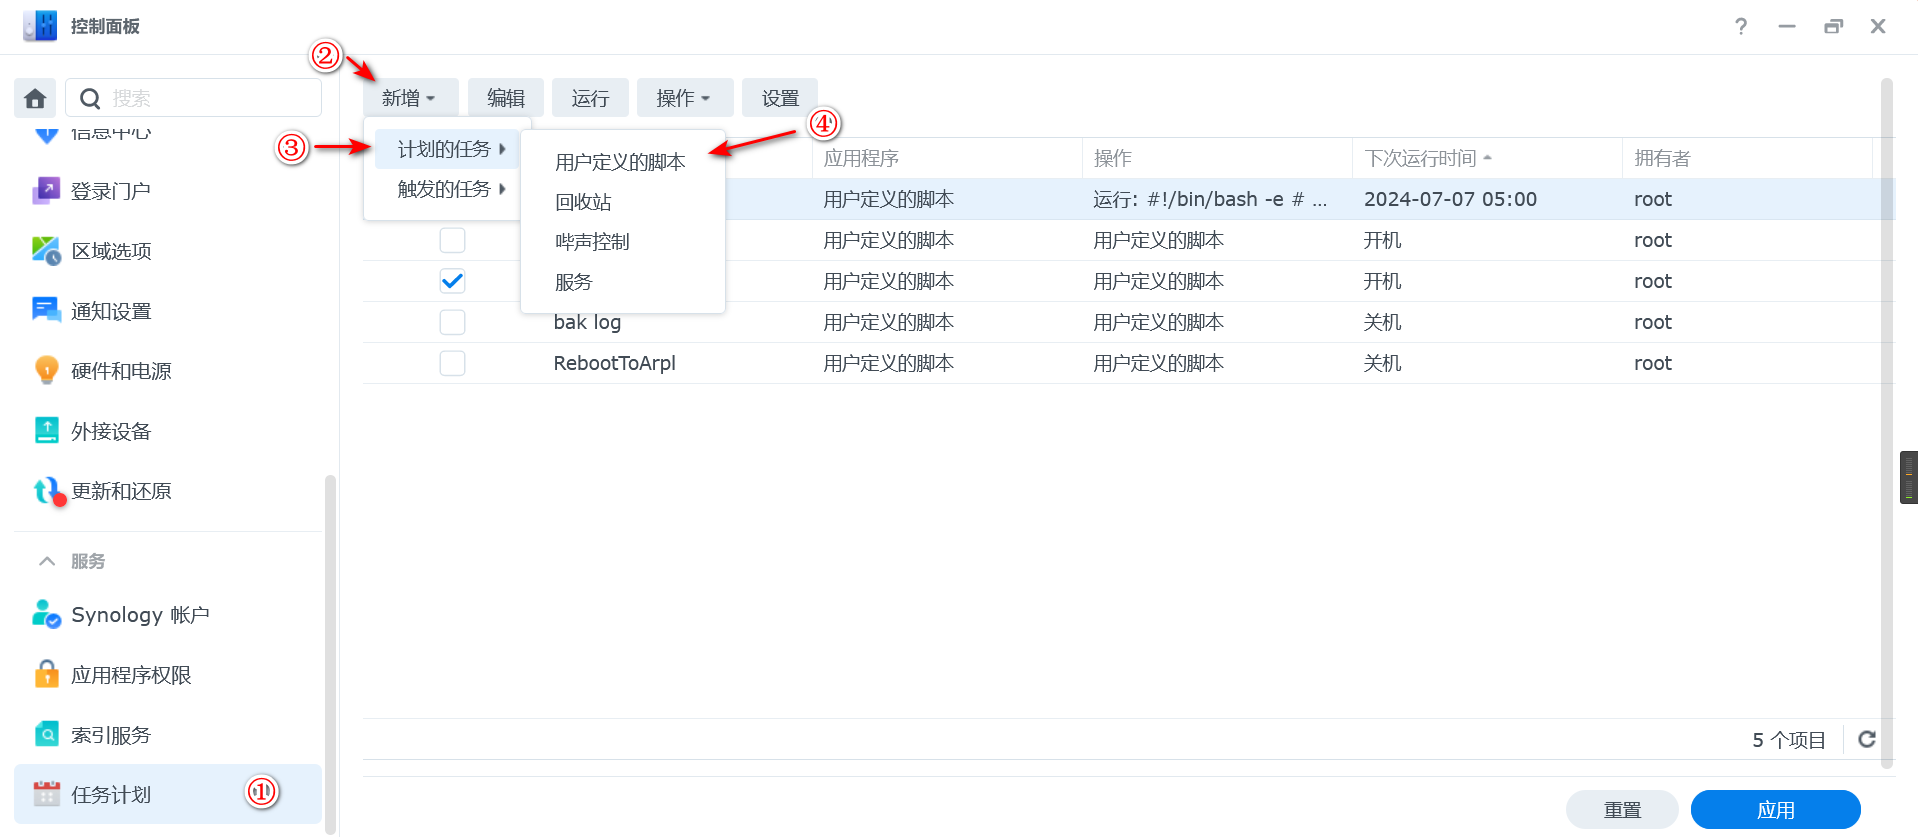 控制面板
?
②
搜索
新增 编辑 运行 操作 设置
③ 计划的任务
触发的任务
④
用户定义的脚本
回收站
哔声控制
服务
应用程序 操作 下次运行时间 拥有者
用户定义的脚本 运行: #!/bin/bash -e # ... 2024-07-07 05:00 root
用户定义的脚本 用户定义的脚本 开机 root
用户定义的脚本 用户定义的脚本 开机 root
bak log 用户定义的脚本 用户定义的脚本 关机 root
RebootToArpl 用户定义的脚本 用户定义的脚本 关机 root
信息中心
登录门户
区域选项
通知设置
硬件和电源
外接设备
更新和还原
服务
Synology 帐户
应用程序权限
索引服务
任务计划 ①
5 个项目
重置 应用